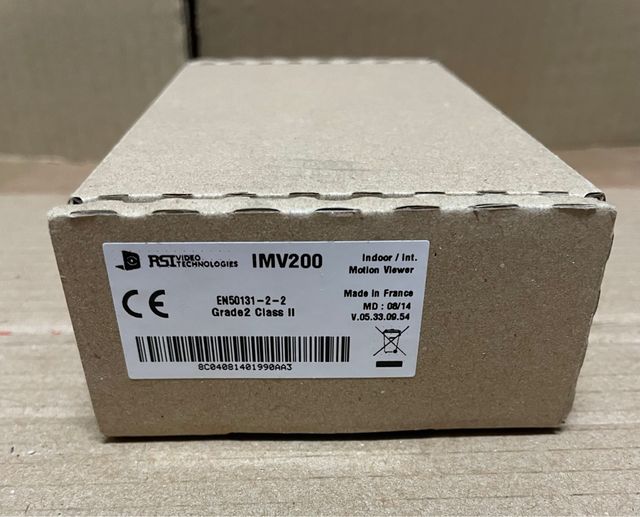 RSI VIDEO TECHNOLOGIES
IMV200
Indoor / Int.
Motion Viewer
CE
EN50131-2-2
Grade2 Class II
Made in France
MD : 08/14
V.05.33.09.54
8C04081401990AA3